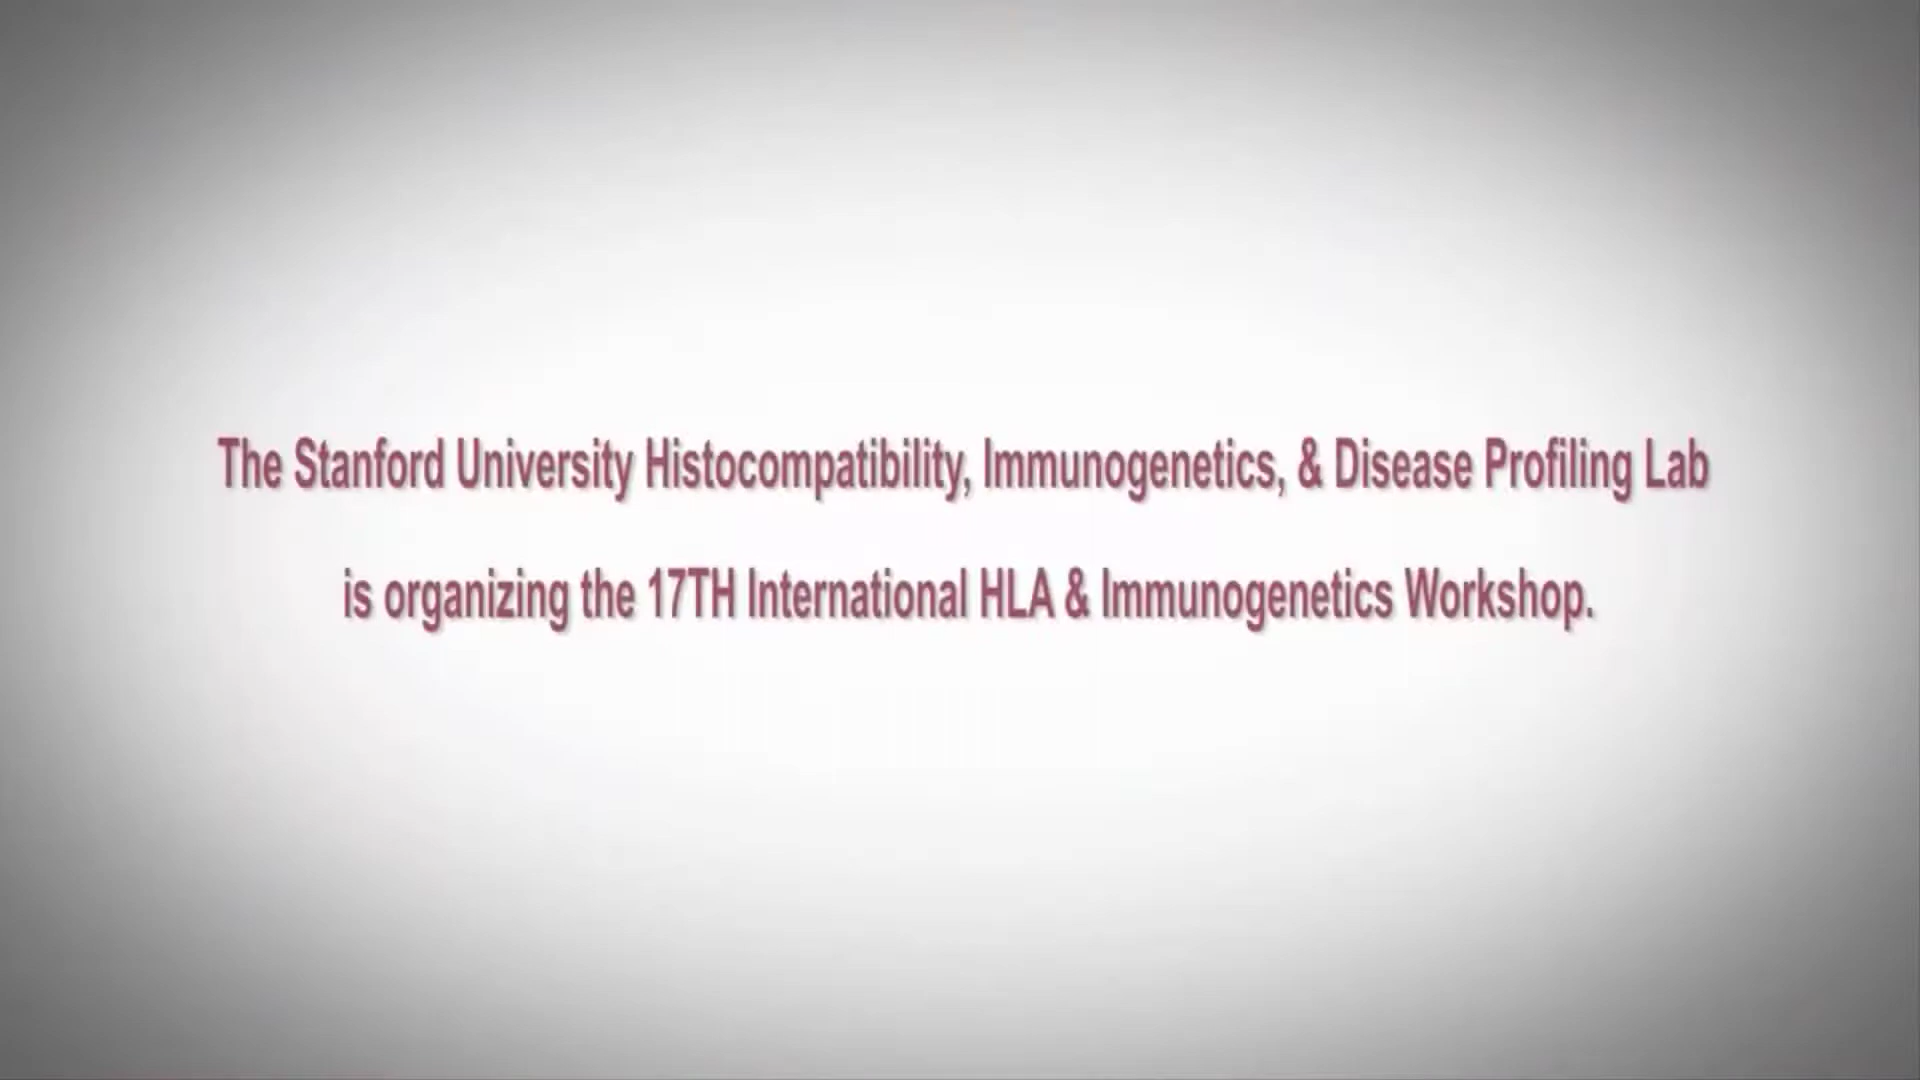 The Stanford University Histocompatibility, Immunogenetics, & Disease Profiling Lab
is organizing the 17TH International HLA & Immunogenetics Workshop.